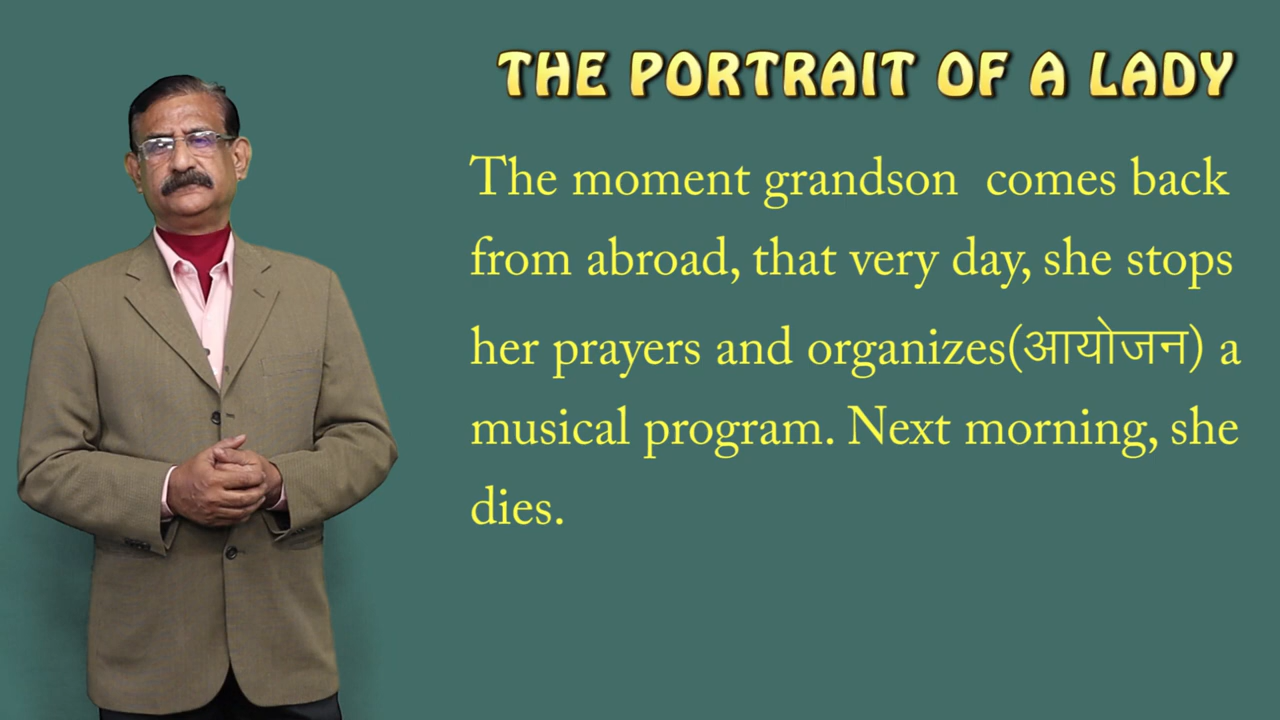 THE PORTRAIT OF A LADY
The moment grandson comes back
from abroad, that very day, she stops
her prayers and organizes(आयोजन) a
musical program. Next morning, she
dies.